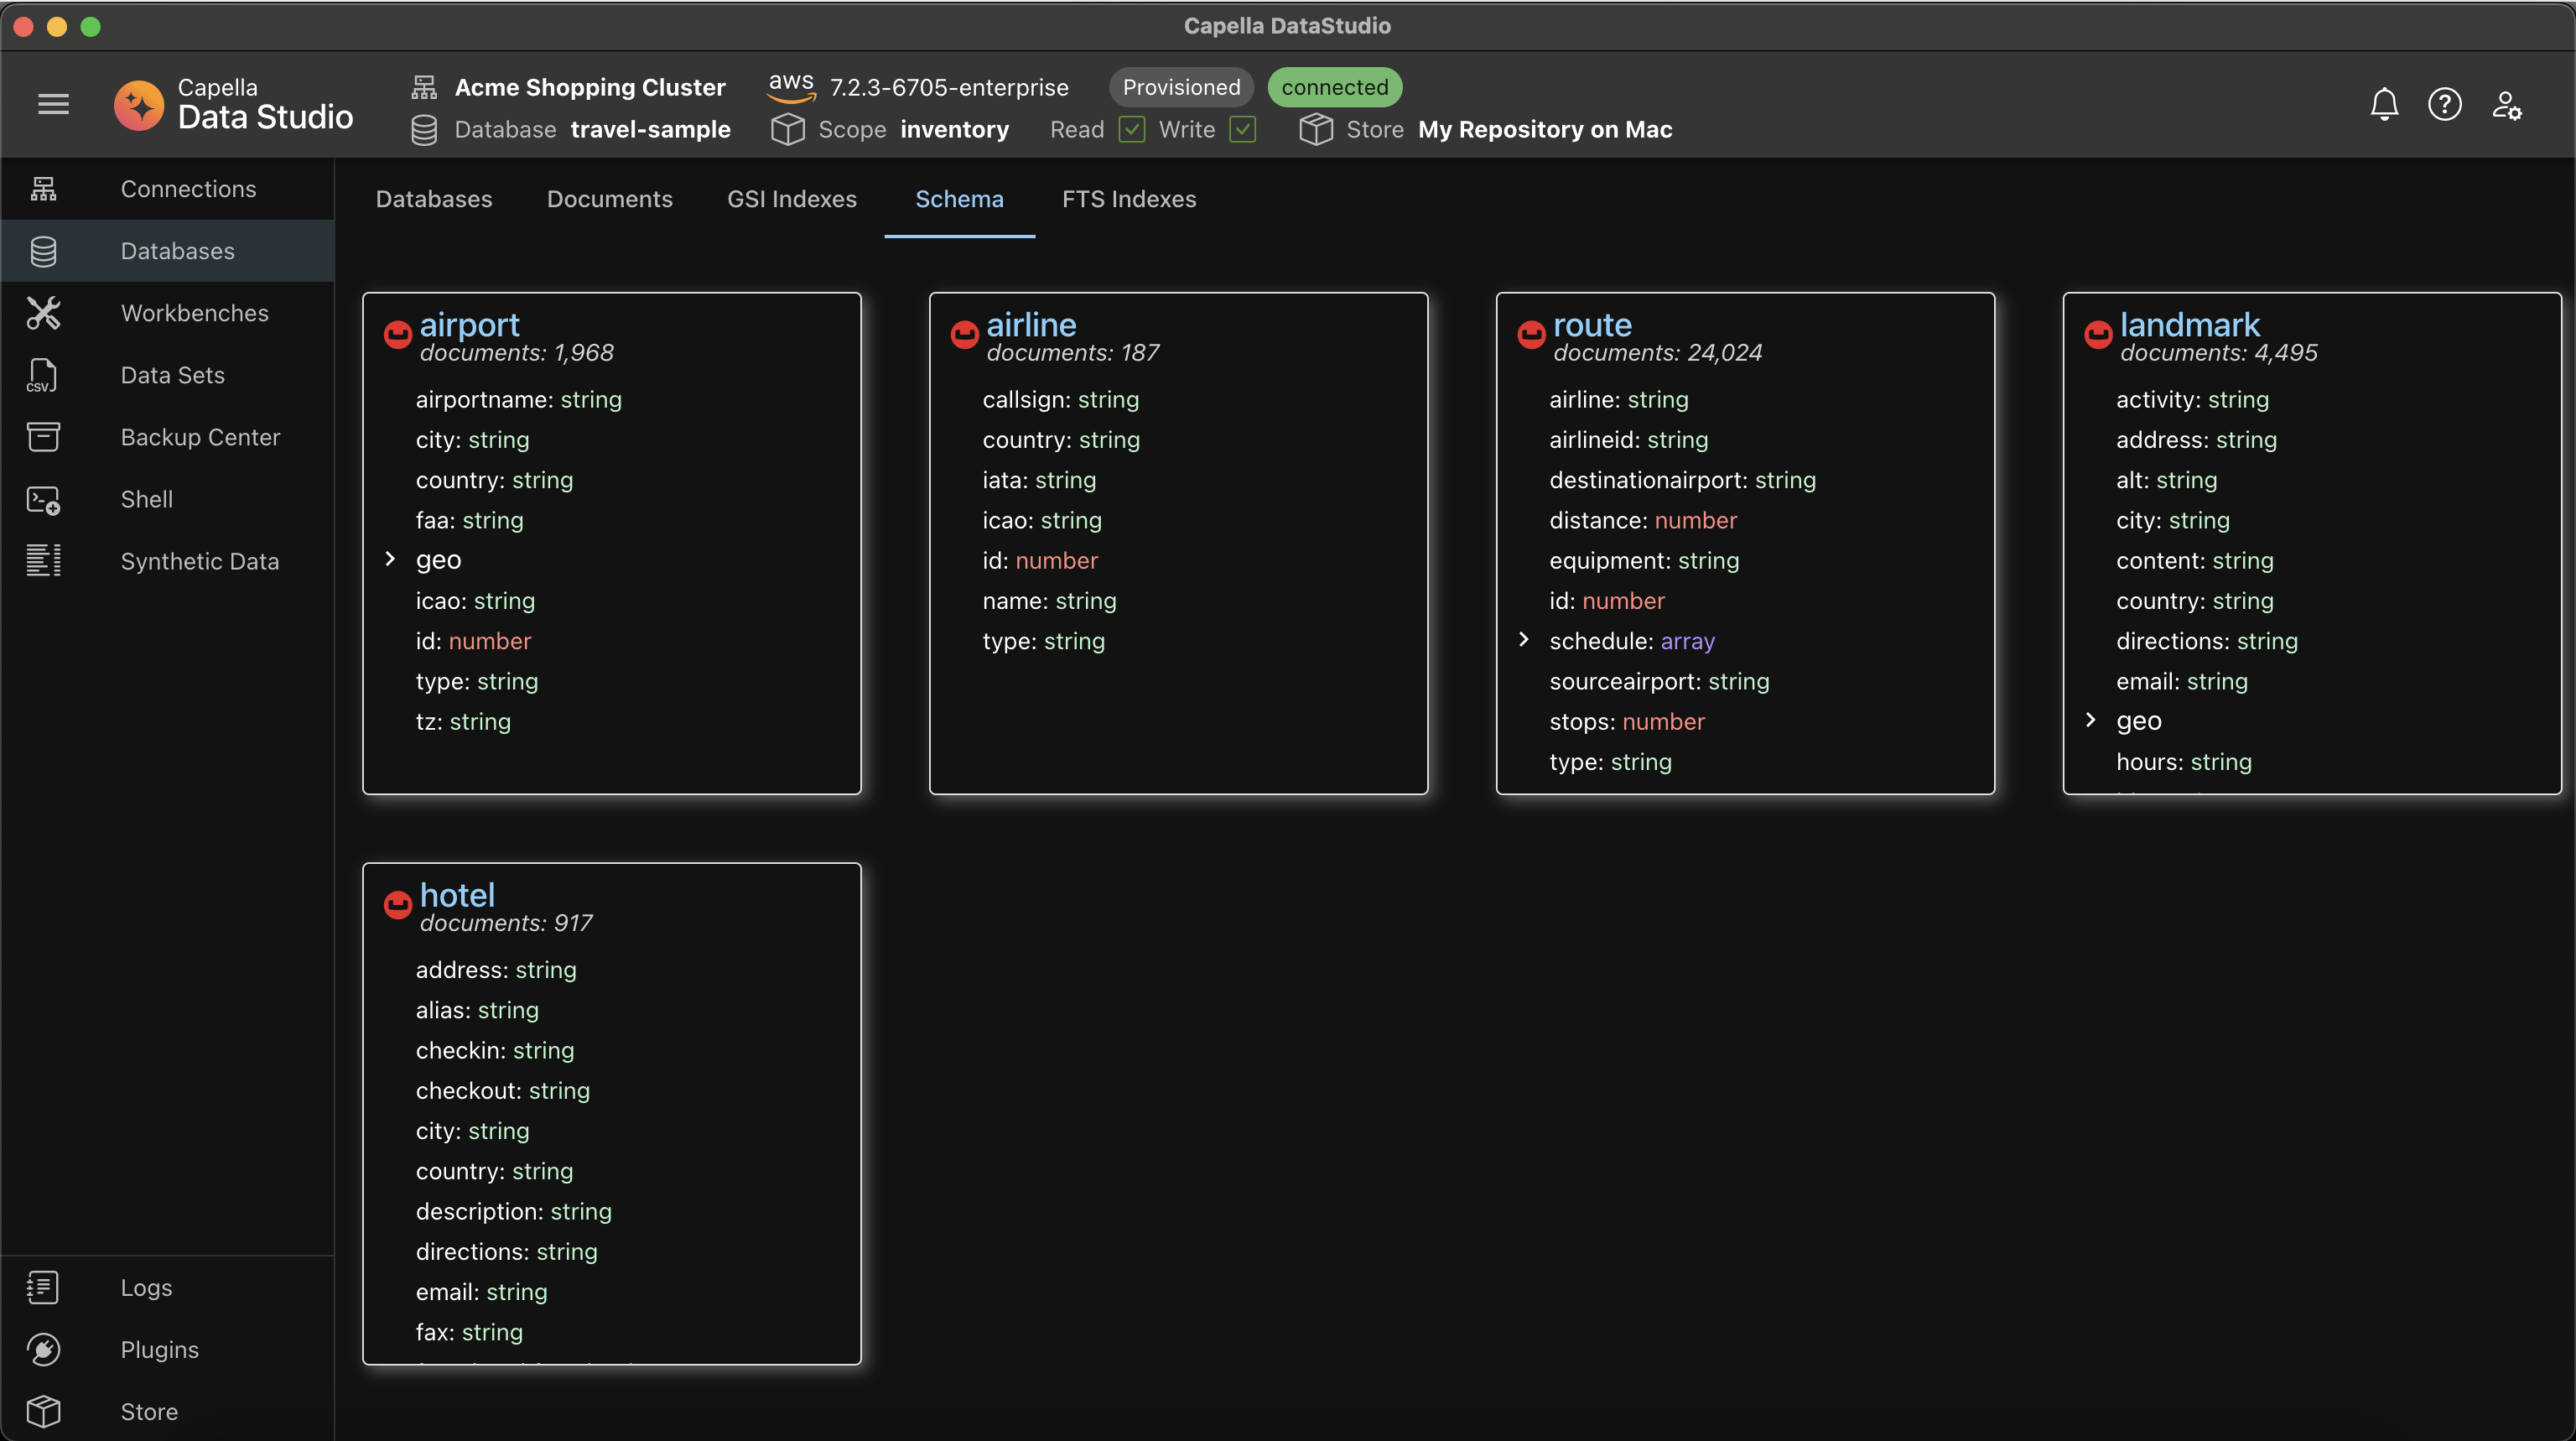 Capella DataStudio
Capella
Data Studio
Acme Shopping Cluster
aws 7.2.3-6705-enterprise
Provisioned
connected
Database travel-sample
Scope inventory
Read
Write
Store My Repository on Mac
Connections
Databases
Workbenches
CSV
Data Sets
Backup Center
Shell
Synthetic Data
Logs
Plugins
Store
Databases
Documents
GSI Indexes
Schema
FTS Indexes
airport
documents: 1,968
airportname: string
city: string
country: string
faa: string
geo
icao: string
id: number
type: string
tz: string
airline
documents: 187
callsign: string
country: string
iata: string
icao: string
id: number
name: string
type: string
route
documents: 24,024
airline: string
airlineid: string
destinationairport: string
distance: number
equipment: string
id: number
schedule: array
sourceairport: string
stops: number
type: string
landmark
documents: 4,495
activity: string
address: string
alt: string
city: string
content: string
country: string
directions: string
email: string
geo
hours: string
hotel
documents: 917
address: string
alias: string
checkin: string
checkout: string
city: string
country: string
description: string
directions: string
email: string
fax: string